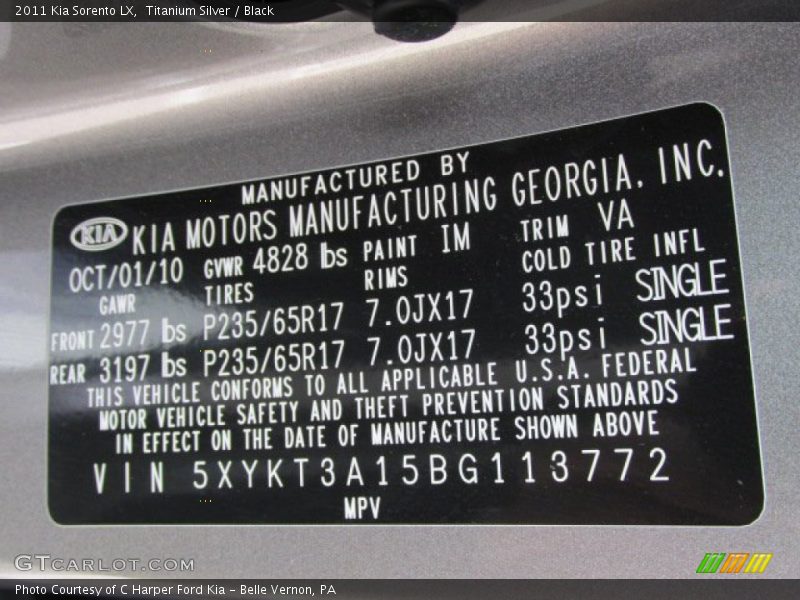 2011 Kia Sorento LX, Titanium Silver / Black
MANUFACTURED BY
KIA KIA MOTORS MANUFACTURING GEORGIA, INC.
OCT/01/10 GVWR 4828 lbs PAINT IM TRIM VA
GAWR TIRES RIMS COLD TIRE INFL
FRONT 2977 lbs P235/65R17 7.0JX17 33psi SINGLE
REAR 3197 lbs P235/65R17 7.0JX17 33psi SINGLE
THIS VEHICLE CONFORMS TO ALL APPLICABLE U.S.A. FEDERAL
MOTOR VEHICLE SAFETY AND THEFT PREVENTION STANDARDS
IN EFFECT ON THE DATE OF MANUFACTURE SHOWN ABOVE
VIN 5XYKT3A15BG113772
MPV
GTCARLOT.COM
Photo Courtesy of C Harper Ford Kia - Belle Vernon, PA